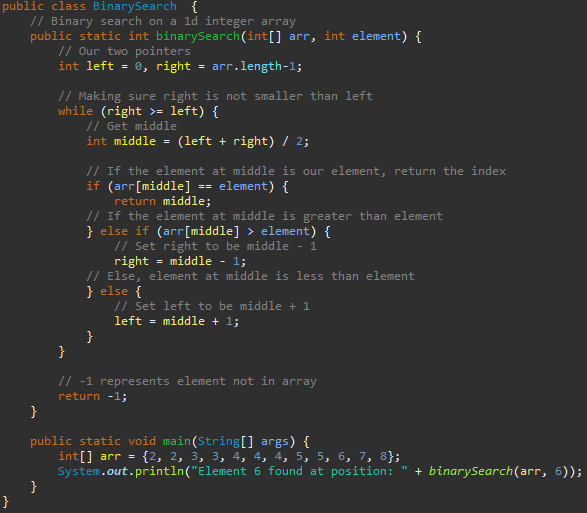 public class BinarySearch {
// Binary search on a 1d integer array
public static int binarySearch(int[] arr, int element) {
// Our two pointers
int left = 0, right = arr.length-1;
// Making sure right is not smaller than left
while (right >= left) {
// Get middle
int middle = (left + right) / 2;
// If the element at middle is our element, return the index
if (arr[middle] == element) {
return middle;
// If the element at middle is greater than element
} else if (arr[middle] > element) {
// Set right to be middle - 1
right = middle - 1;
// Else, element at middle is less than element
} else {
// Set left to be middle + 1
left = middle + 1;
}
}
// -1 represents element not in array
return -1;
}
public static void main(String[] args) {
int[] arr = {2, 2, 3, 3, 4, 4, 4, 5, 5, 6, 7, 8};
System.out.println("Element 6 found at position: " + binarySearch(arr, 6));
}
}